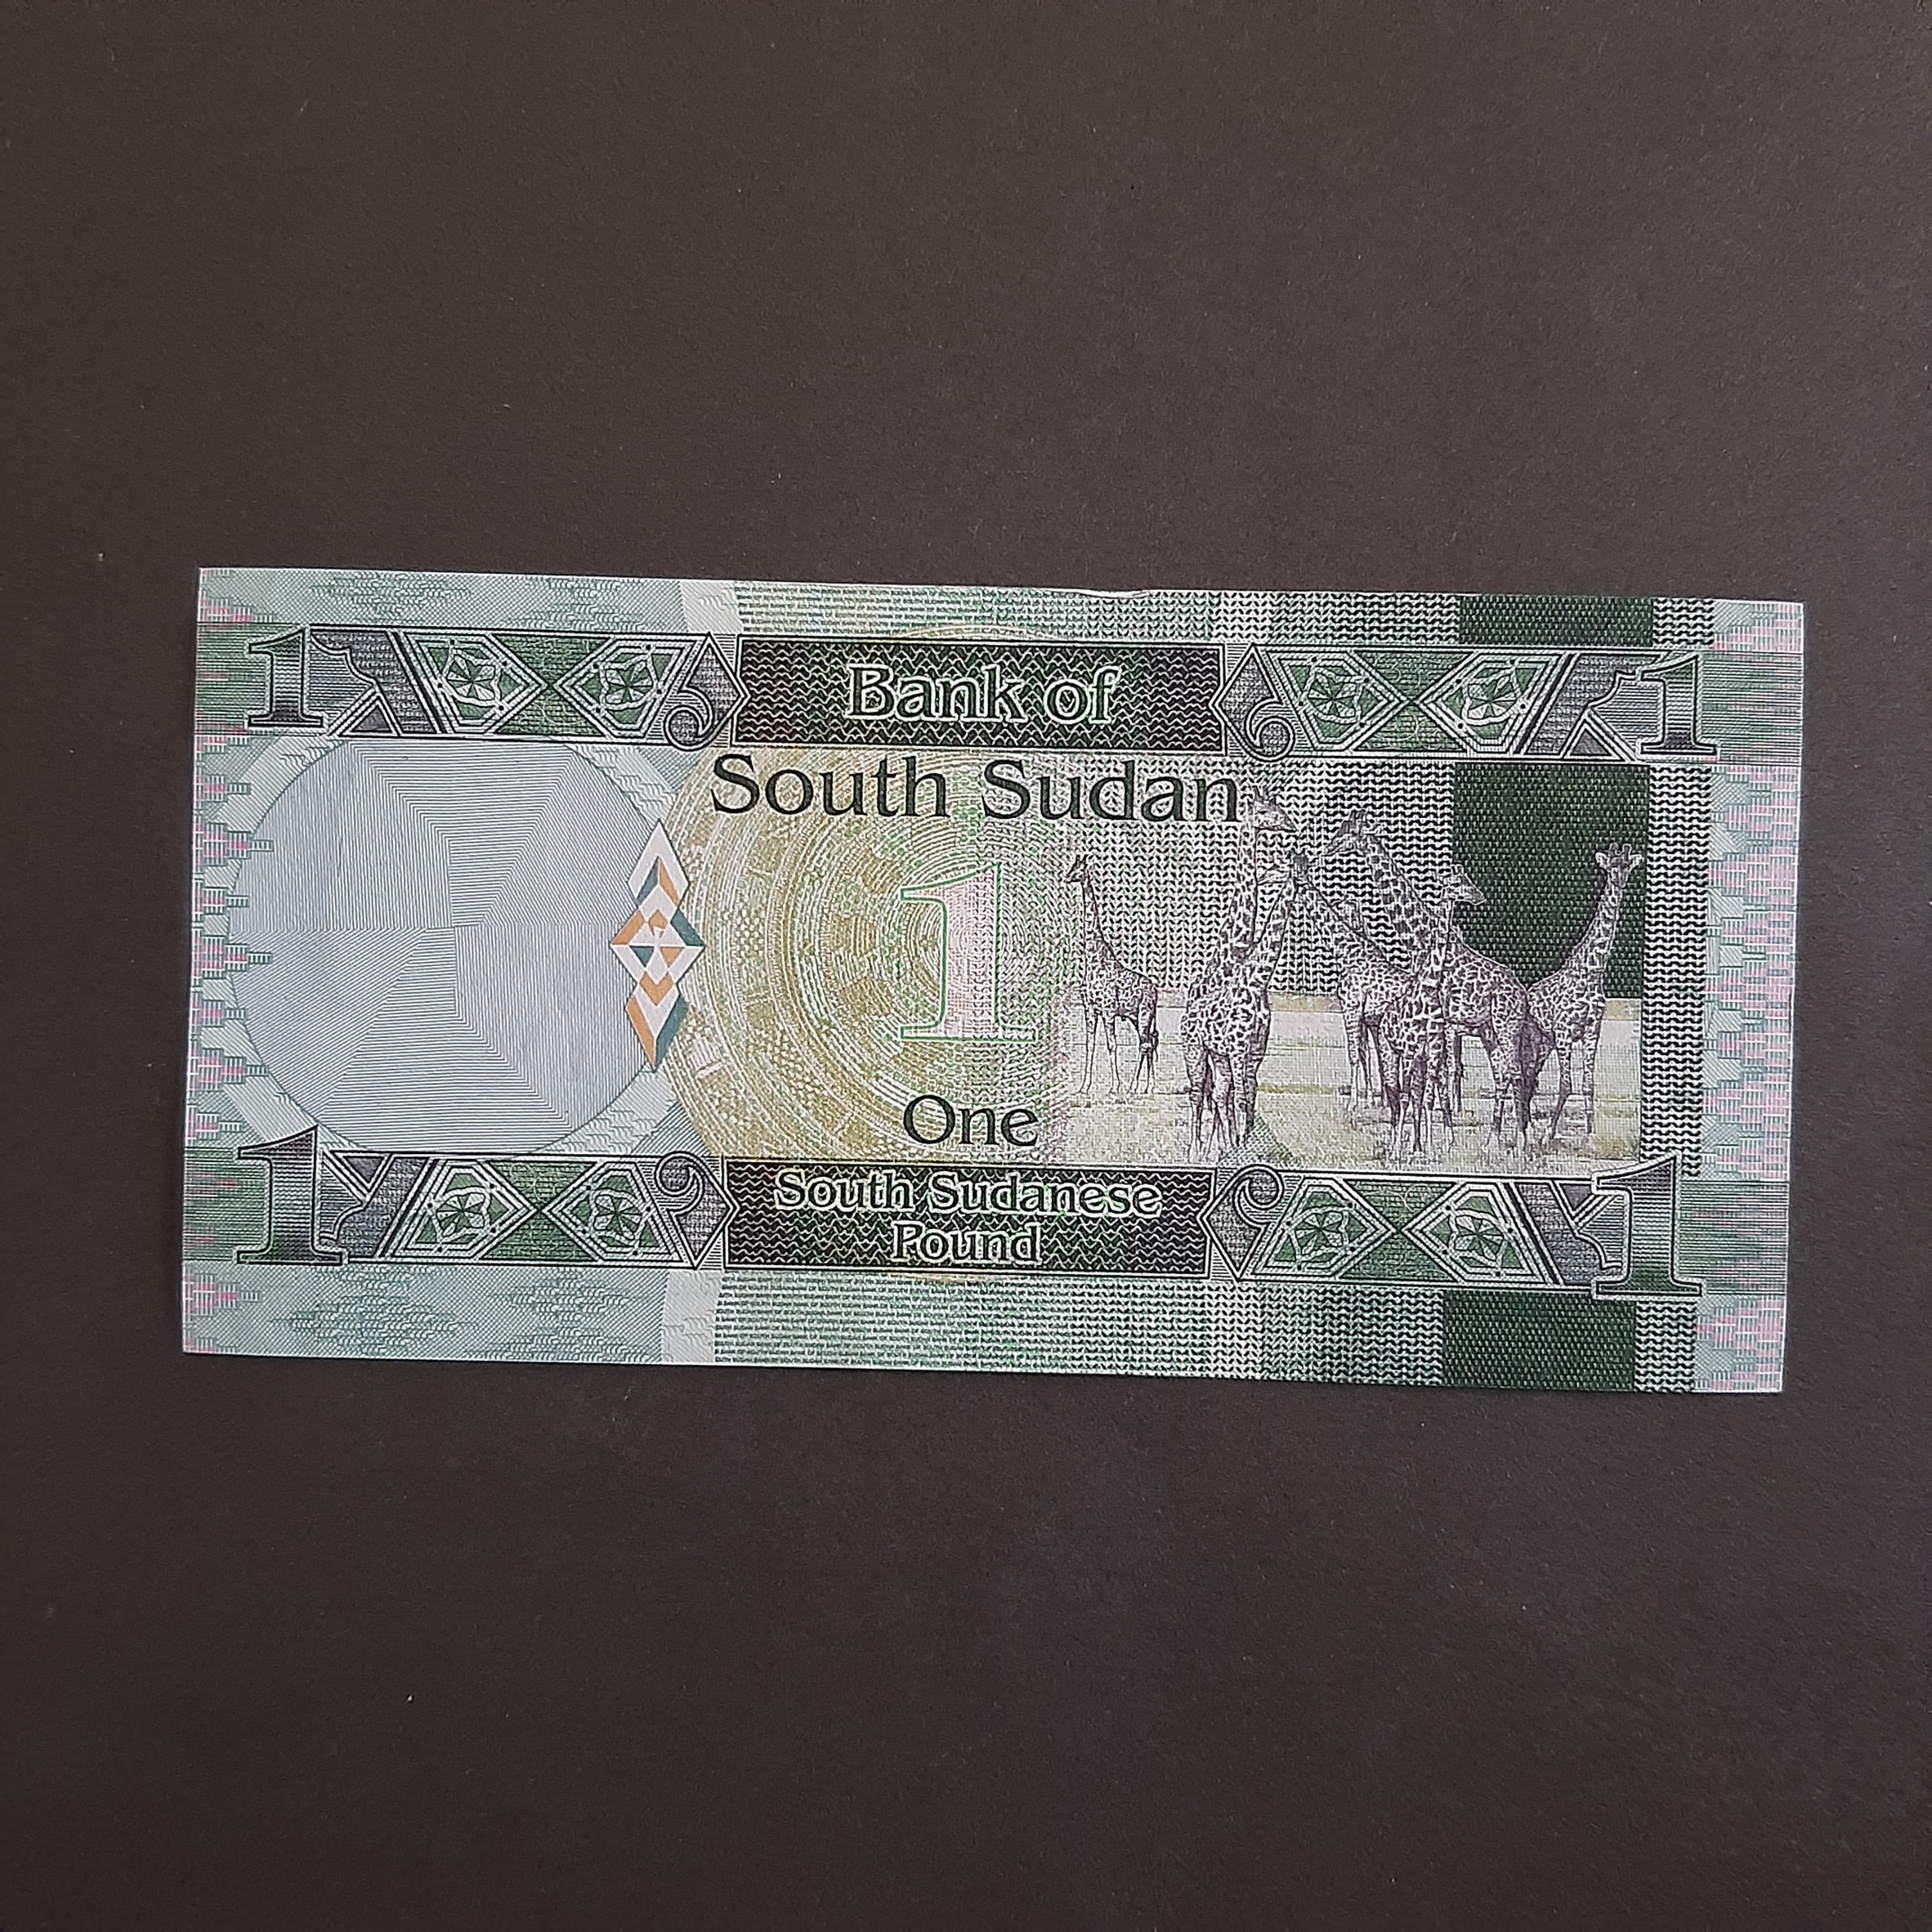 1 Bank of 1
South Sudan
1
One
1 South Sudanese 1
Pound